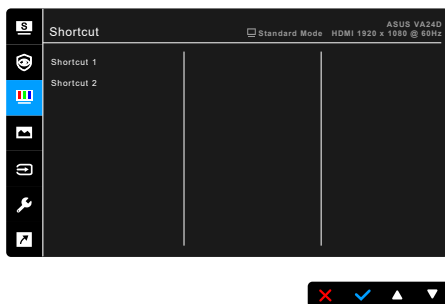 S
ASUS VA24D
Shortcut
Standard Mode HDMI 1920 x 1080 @ 60Hz
Shortcut 1
Shortcut 2